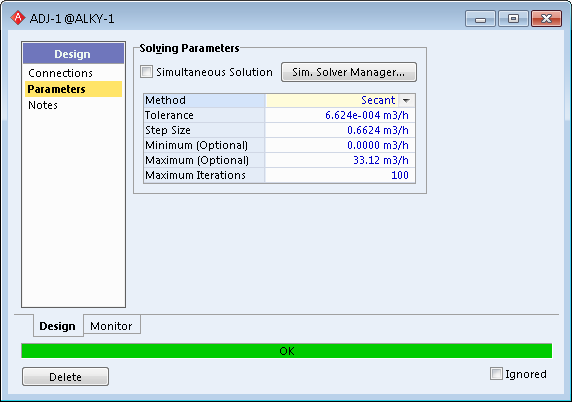 ADJ-1 @ALKY-1
Design
Connections
Parameters
Notes
Solving Parameters
Simultaneous Solution Sim. Solver Manager...
Method Secant
Tolerance 6.624e-004 m3/h
Step Size 0.6624 m3/h
Minimum (Optional) 0.0000 m3/h
Maximum (Optional) 33.12 m3/h
Maximum Iterations 100
Design Monitor
OK
Delete Ignored